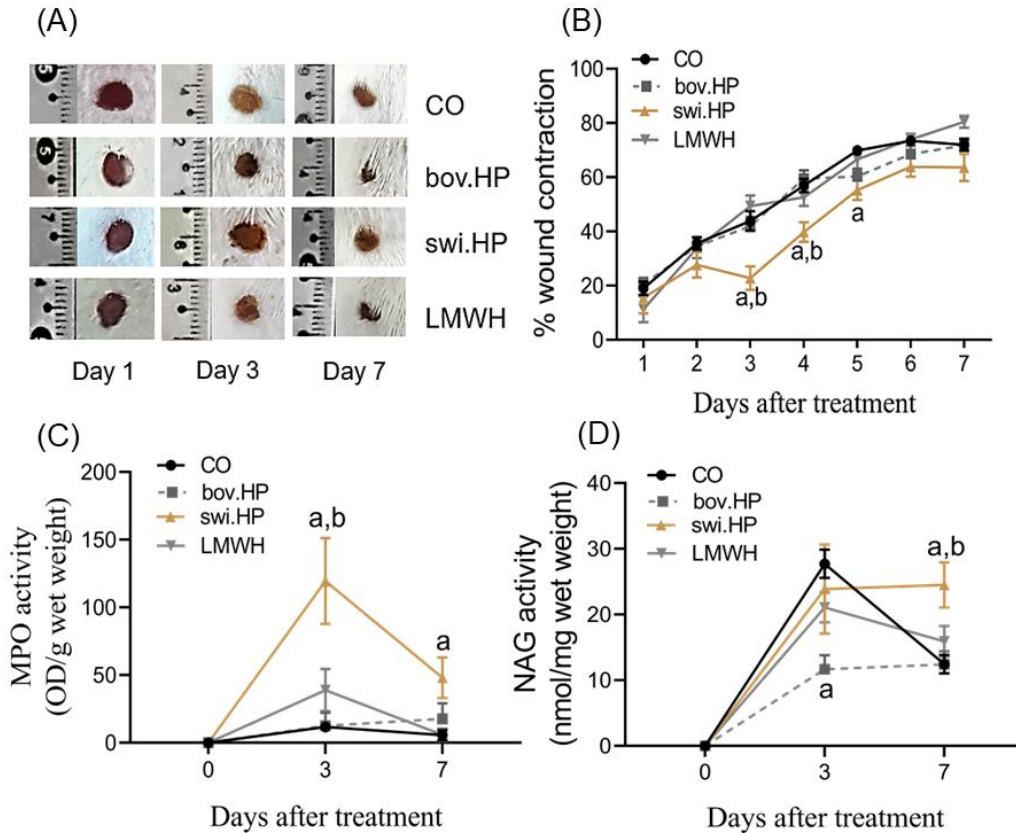 (A)
CO
bov.HP
swi.HP
LMWH
Day 1
Day 3
Day 7
(B)
CO
bov.HP
swi.HP
LMWH
% wound contraction
100
80
60
40
20
0
a,b
a,b
a
1 2 3 4 5 6 7
Days after treatment
(C)
CO
bov.HP
swi.HP
LMWH
MPO activity
(OD/g wet weight)
200
150
100
50
0
a,b
a
0 3 7
Days after treatment
(D)
CO
bov.HP
swi.HP
LMWH
NAG activity
(nmol/mg wet weight)
40
30
20
10
0
a,b
a
0 3 7
Days after treatment